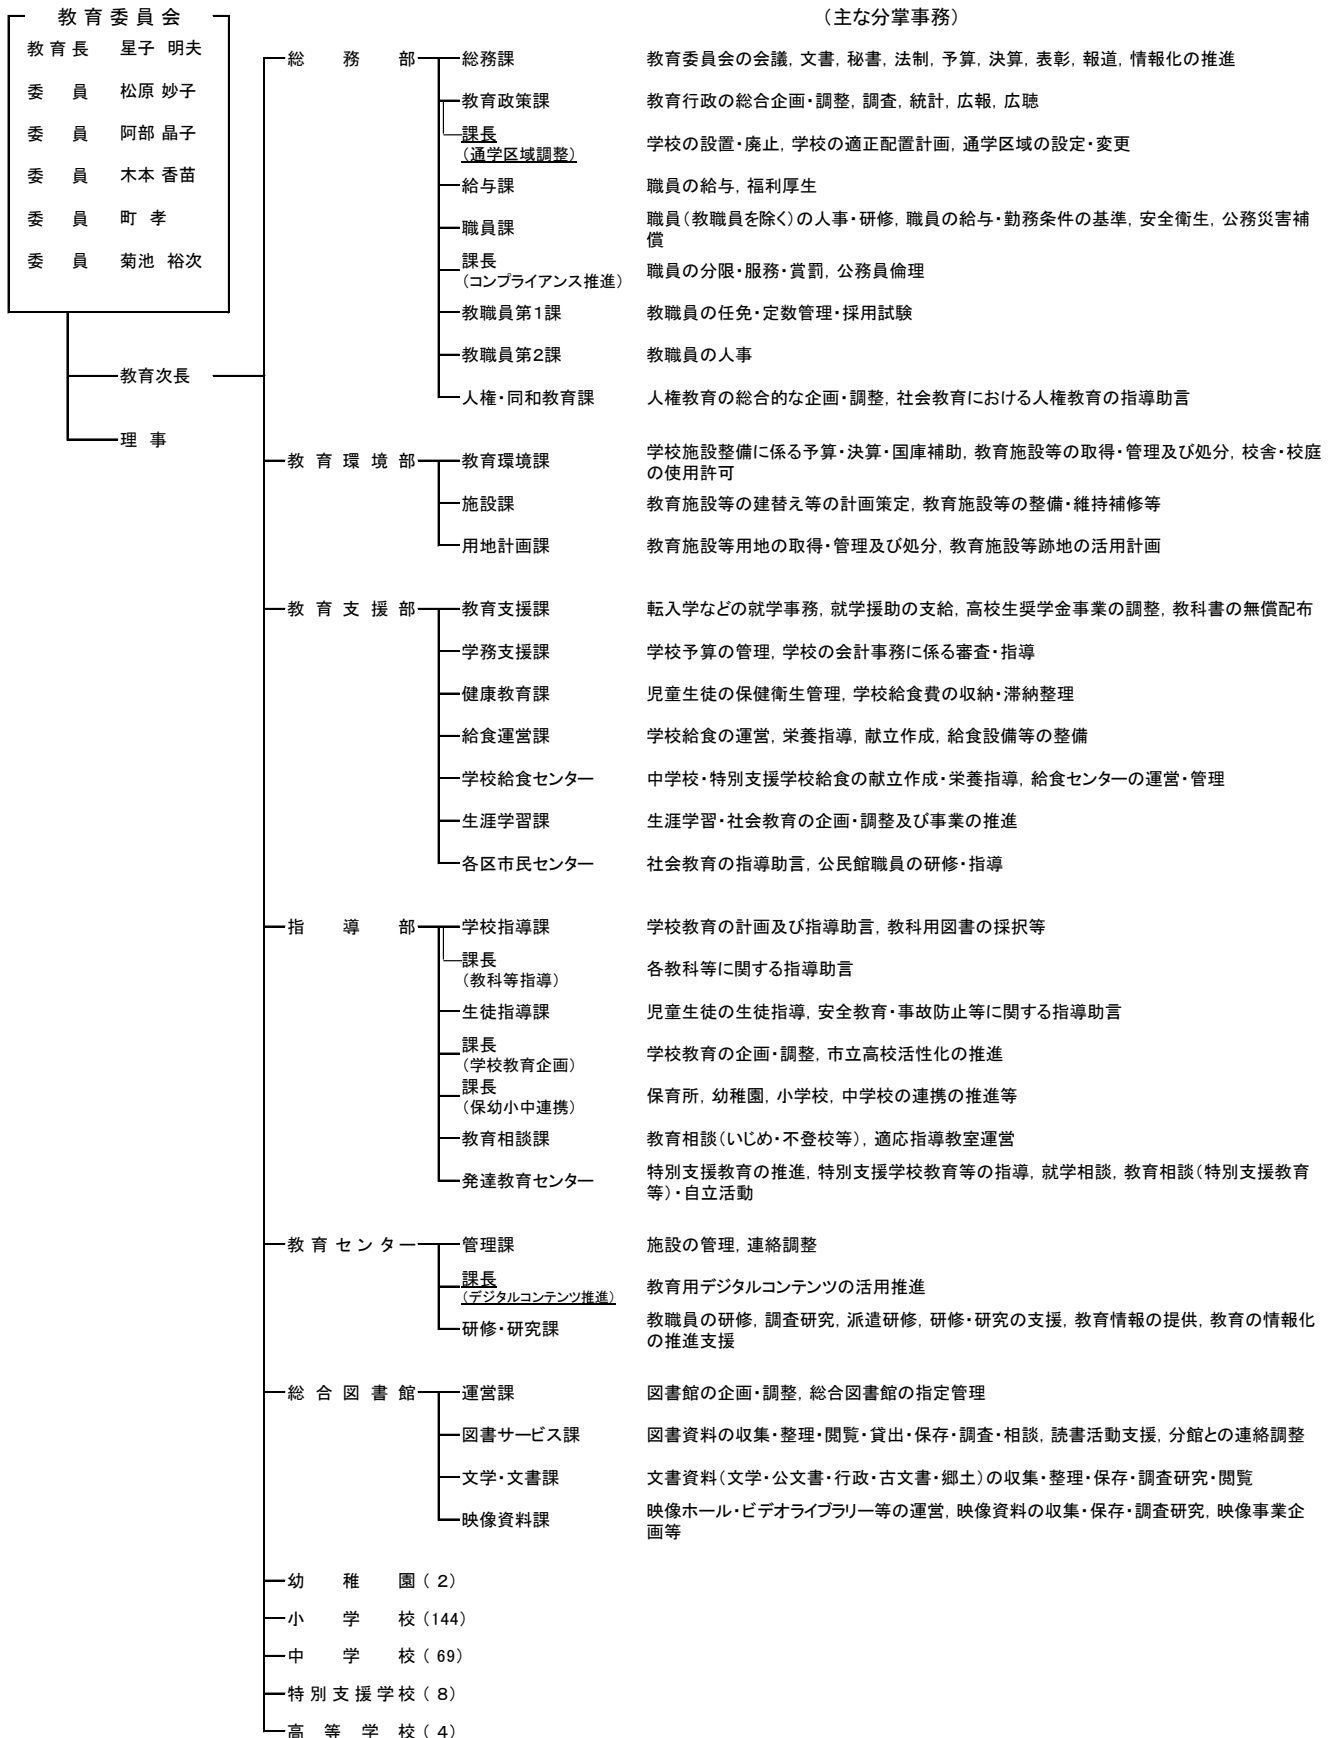 教育委員会
(主な分掌事務)
教育長 星子 明夫
委員 松原 妙子
委員 阿部 晶子
委員 木本 香苗
委員 町 孝
委員 菊池 裕次
教育次長
理事
総務部
総務課 教育委員会の会議, 文書, 秘書, 法制, 予算, 決算, 表彰, 報道, 情報化の推進
教育政策課 教育行政の総合企画・調整, 調査, 統計, 広報, 広聴
課長
(通学区域調整) 学校の設置・廃止, 学校の適正配置計画, 通学区域の設定・変更
給与課 職員の給与, 福利厚生
職員課 職員(教職員を除く)の人事・研修, 職員の給与・勤務条件の基準, 安全衛生, 公務災害補
償
課長
(コンプライアンス推進) 職員の分限・服務・賞罰, 公務員倫理
教職員第1課 教職員の任免・定数管理・採用試験
教職員第2課 教職員の人事
人権・同和教育課 人権教育の総合的な企画・調整, 社会教育における人権教育の指導助言
教育環境部
教育環境課 学校施設整備に係る予算・決算・国庫補助, 教育施設等の取得・管理及び処分, 校舎・校庭
の使用許可
施設課 教育施設等の建替え等の計画策定, 教育施設等の整備・維持補修等
用地計画課 教育施設等用地の取得・管理及び処分, 教育施設等跡地の活用計画
教育支援部
教育支援課 転入学などの就学事務, 就学援助の支給, 高校生奨学金事業の調整, 教科書の無償配布
学務支援課 学校予算の管理, 学校の会計事務に係る審査・指導
健康教育課 児童生徒の保健衛生管理, 学校給食費の収納・滞納整理
給食運営課 学校給食の運営, 栄養指導, 献立作成, 給食設備等の整備
学校給食センター 中学校・特別支援学校給食の献立作成・栄養指導, 給食センターの運営・管理
生涯学習課 生涯学習・社会教育の企画・調整及び事業の推進
各区市民センター 社会教育の指導助言, 公民館職員の研修・指導
指導部
学校指導課 学校教育の計画及び指導助言, 教科用図書の採択等
課長
(教科等指導) 各教科等に関する指導助言
生徒指導課 児童生徒の生徒指導, 安全教育・事故防止等に関する指導助言
課長
(学校教育企画) 学校教育の企画・調整, 市立高校活性化の推進
課長
(保幼小中連携) 保育所, 幼稚園, 小学校, 中学校の連携の推進等
教育相談課 教育相談(いじめ・不登校等), 適応指導教室運営
発達教育センター 特別支援教育の推進, 特別支援学校教育等の指導, 就学相談, 教育相談(特別支援教育
等)・自立活動
教育センター
管理課 施設の管理, 連絡調整
課長
(デジタルコンテンツ推進) 教育用デジタルコンテンツの活用推進
研修・研究課 教職員の研修, 調査研究, 派遣研修, 研修・研究の支援, 教育情報の提供, 教育の情報化
の推進支援
総合図書館
運営課 図書館の企画・調整, 総合図書館の指定管理
図書サービス課 図書資料の収集・整理・閲覧・貸出・保存・調査・相談, 読書活動支援, 分館との連絡調整
文学・文書課 文書資料(文学・公文書・行政・古文書・郷土)の収集・整理・保存・調査研究・閲覧
映像資料課 映像ホール・ビデオライブラリー等の運営, 映像資料の収集・保存・調査研究, 映像事業企
画等
幼稚園 ( 2)
小学校 (144)
中学校 ( 69)
特別支援学校 ( 8)
高等学校 ( 4)